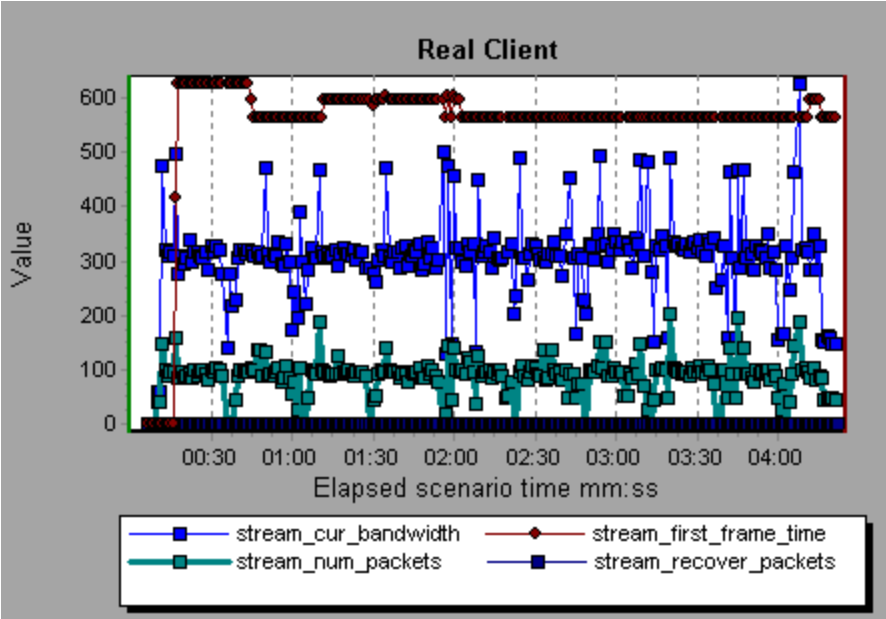 Real Client
600
500
400
300
200
100
0
Value
00:30 01:00 01:30 02:00 02:30 03:00 03:30 04:00
Elapsed scenario time mm:ss
stream_cur_bandwidth stream_first_frame_time
stream_num_packets stream_recover_packets